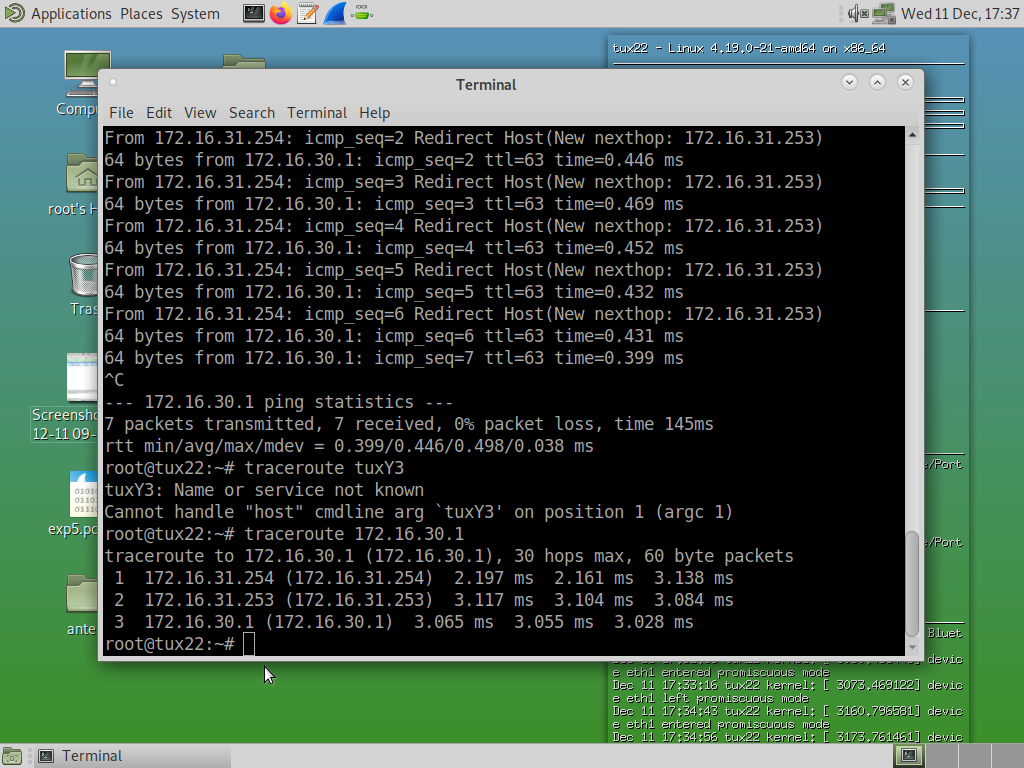 Applications Places System
Wed 11 Dec, 17:37
tux22 - Linux 4.19.0-21-amd64 on x86_64
Terminal
File Edit View Search Terminal Help
From 172.16.31.254: icmp_seq=2 Redirect Host(New nexthop: 172.16.31.253)
64 bytes from 172.16.30.1: icmp_seq=2 ttl=63 time=0.446 ms
From 172.16.31.254: icmp_seq=3 Redirect Host(New nexthop: 172.16.31.253)
64 bytes from 172.16.30.1: icmp_seq=3 ttl=63 time=0.469 ms
From 172.16.31.254: icmp_seq=4 Redirect Host(New nexthop: 172.16.31.253)
64 bytes from 172.16.30.1: icmp_seq=4 ttl=63 time=0.452 ms
From 172.16.31.254: icmp_seq=5 Redirect Host(New nexthop: 172.16.31.253)
64 bytes from 172.16.30.1: icmp_seq=5 ttl=63 time=0.432 ms
From 172.16.31.254: icmp_seq=6 Redirect Host(New nexthop: 172.16.31.253)
64 bytes from 172.16.30.1: icmp_seq=6 ttl=63 time=0.431 ms
64 bytes from 172.16.30.1: icmp_seq=7 ttl=63 time=0.399 ms
^C
--- 172.16.30.1 ping statistics ---
7 packets transmitted, 7 received, 0% packet loss, time 145ms
rtt min/avg/max/mdev = 0.399/0.446/0.498/0.038 ms
root@tux22:~# traceroute tuxY3
tuxY3: Name or service not known
Cannot handle "host" cmdline arg `tuxY3' on position 1 (argc 1)
root@tux22:~# traceroute 172.16.30.1
traceroute to 172.16.30.1 (172.16.30.1), 30 hops max, 60 byte packets
1 172.16.31.254 (172.16.31.254) 2.197 ms 2.161 ms 3.138 ms
2 172.16.31.253 (172.16.31.253) 3.117 ms 3.104 ms 3.084 ms
3 172.16.30.1 (172.16.30.1) 3.065 ms 3.055 ms 3.028 ms
root@tux22:~#
Comp
root's H
Tras
Screensho
12-11 09-
exp5.pc
ante
e/Port
e/Port
Bluet
devic
e eth1 entered promiscuous mode
Dec 11 17:33:16 tux22 kernel: [ 3073.469122] devic
e eth1 left promiscuous mode
Dec 11 17:34:43 tux22 kernel: [ 3160.796581] devic
e eth1 entered promiscuous mode
Dec 11 17:34:56 tux22 kernel: [ 3173.761461] devic
Terminal